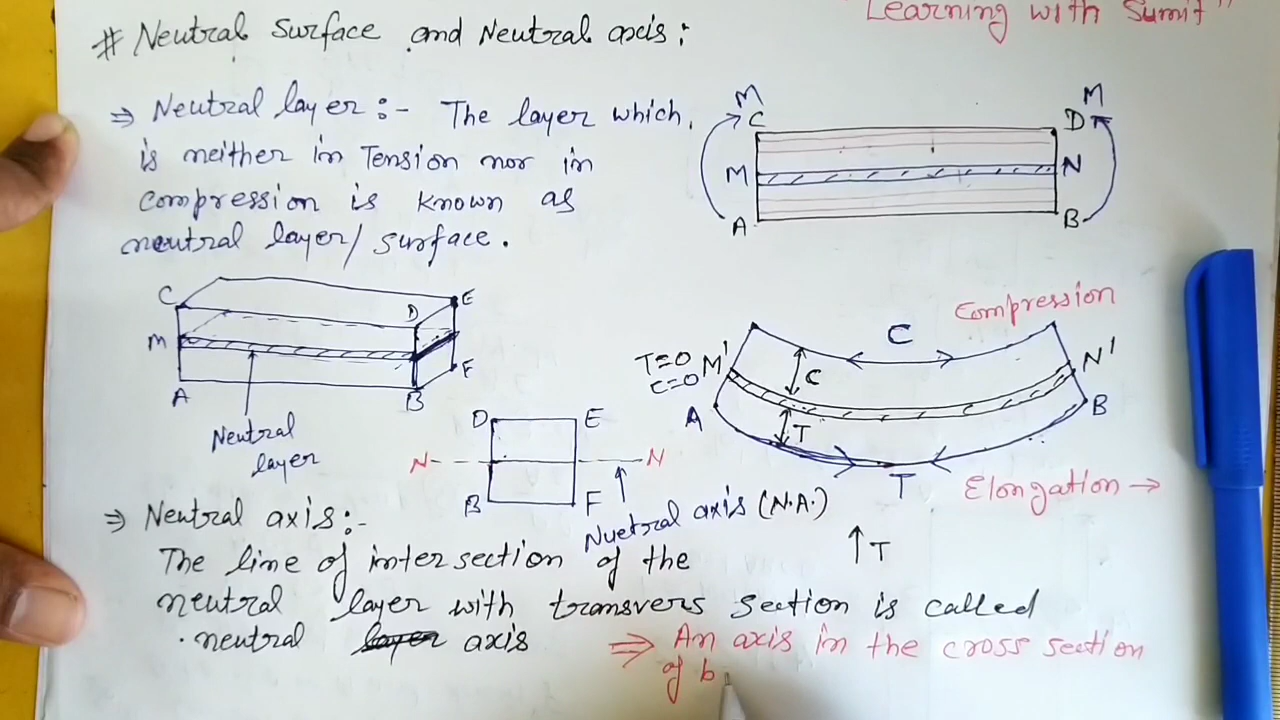 Learning with Sumit"
# Neutral Surface and Neutral axis:
⇒ Neutral layer:- The layer which
is neither in Tension nor in
compression is known as
neutral layer/surface.
M M
C D
M N
A B
C E
D
M
F
A B
Neutral
layer
D E
N- -N
B F
Nuetral axis (N.A.)
Compression
C
T=0 M' N'
C=0 C
A T B
T
Elongation →
↑T
⇒ Neutral axis:-
The line of intersection of the
neutral layer with transvers section is called
neutral layer axis
⇒ An axis in the cross section
of b